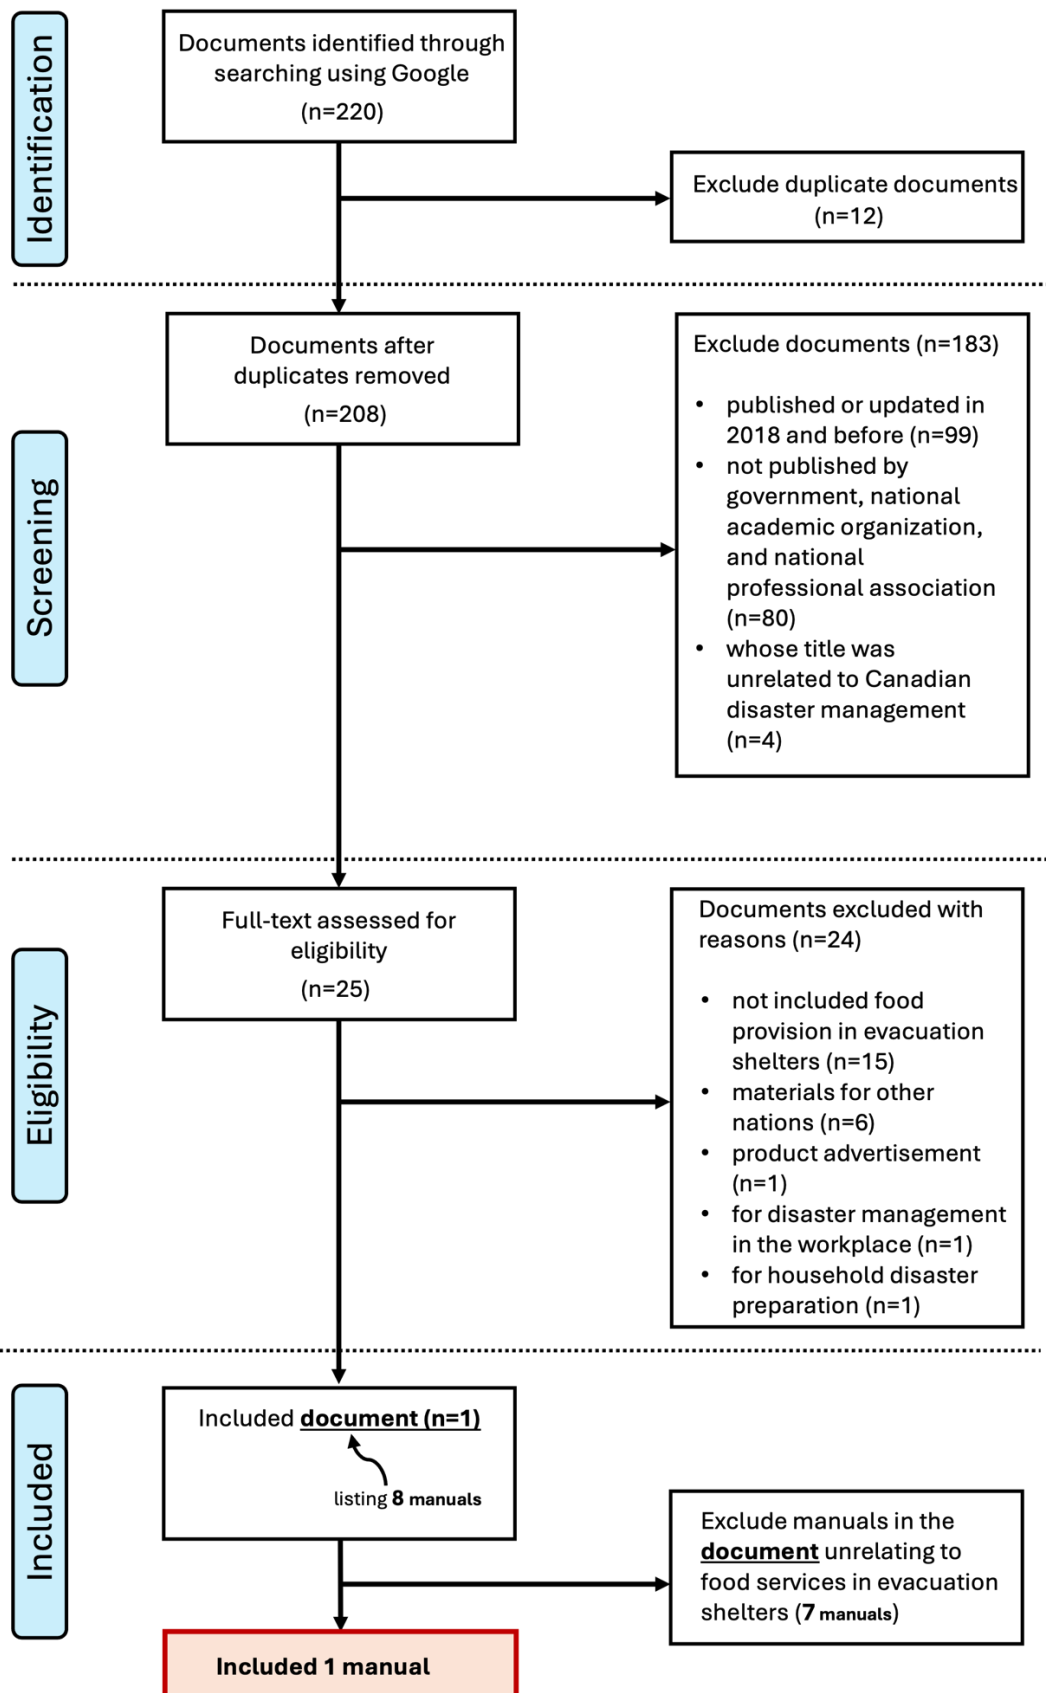 Identification
Documents identified through
searching using Google
(n=220)
Exclude duplicate documents
(n=12)
Screening
Documents after
duplicates removed
(n=208)
Exclude documents (n=183)
• published or updated in
2018 and before (n=99)
• not published by
government, national
academic organization,
and national
professional association
(n=80)
• whose title was
unrelated to Canadian
disaster management
(n=4)
Eligibility
Full-text assessed for
eligibility
(n=25)
Documents excluded with
reasons (n=24)
• not included food
provision in evacuation
shelters (n=15)
• materials for other
nations (n=6)
• product advertisement
(n=1)
• for disaster management
in the workplace (n=1)
• for household disaster
preparation (n=1)
Included
Included document (n=1)
listing 8 manuals
Exclude manuals in the
document unrelating to
food services in evacuation
shelters (7 manuals)
Included 1 manual